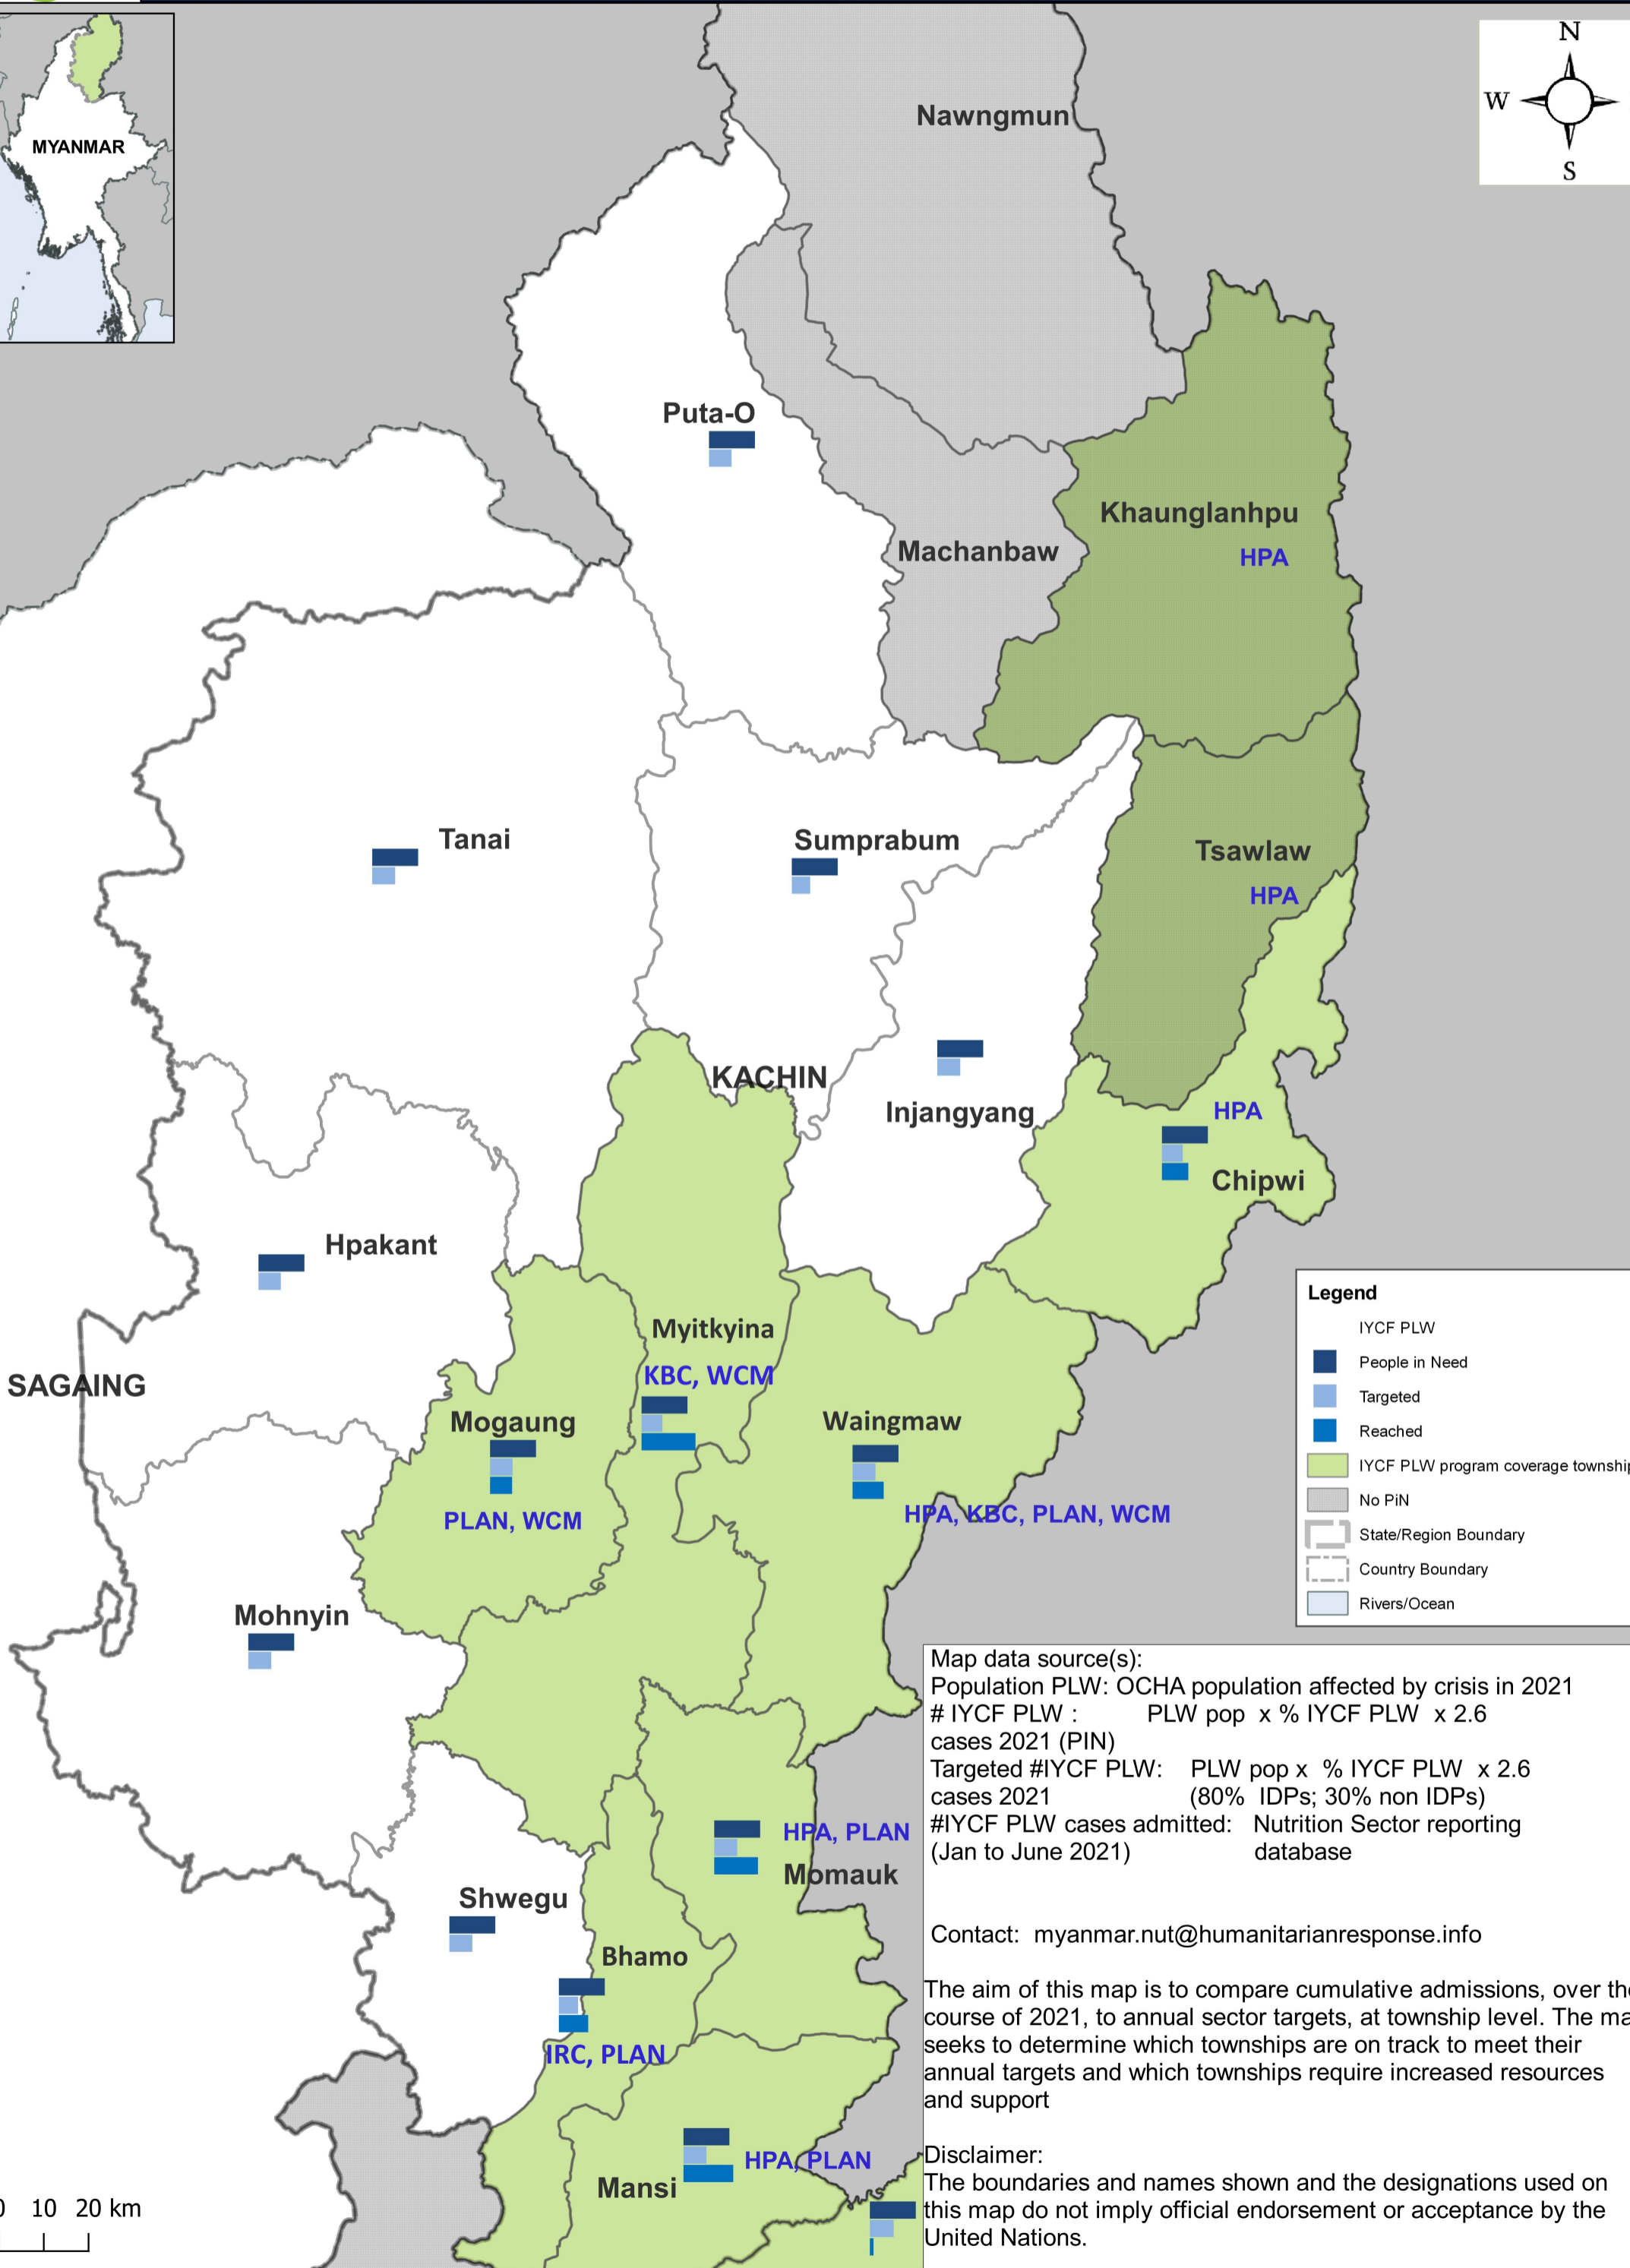 N
W
S
MYANMAR
Nawngmun
Puta-O
Khaunglanhpu
HPA
Machanbaw
Tanai
Sumprabum
Tsawlaw
HPA
KACHIN
Injangyang
HPA
Chipwi
Hpakant
SAGAING
Myitkyina
KBC, WCM
Mogaung
PLAN, WCM
Waingmaw
HPA, KBC, PLAN, WCM
Mohnyin
HPA, PLAN
Momauk
Shwegu
Bhamo
IRC, PLAN
HPA, PLAN
Mansi
0 10 20 km
Legend
IYCF PLW
People in Need
Targeted
Reached
IYCF PLW program coverage township
No PiN
State/Region Boundary
Country Boundary
Rivers/Ocean
Map data source(s):
Population PLW: OCHA population affected by crisis in 2021
# IYCF PLW : PLW pop x % IYCF PLW x 2.6
cases 2021 (PIN)
Targeted #IYCF PLW: PLW pop x % IYCF PLW x 2.6
cases 2021 (80% IDPs; 30% non IDPs)
#IYCF PLW cases admitted: Nutrition Sector reporting
(Jan to June 2021) database
Contact: myanmar.nut@humanitarianresponse.info
The aim of this map is to compare cumulative admissions, over the
course of 2021, to annual sector targets, at township level. The ma
seeks to determine which townships are on track to meet their
annual targets and which townships require increased resources
and support
Disclaimer:
The boundaries and names shown and the designations used on
this map do not imply official endorsement or acceptance by the
United Nations.